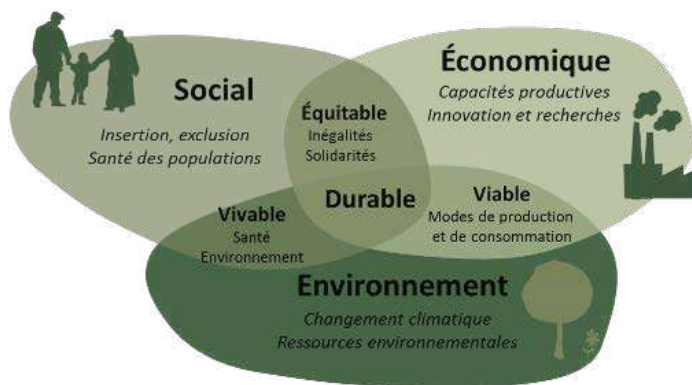 Social
Insertion, exclusion
Santé des populations
Économique
Capacités productives
Innovation et recherches
Équitable
Inégalités
Solidarités
Durable
Vivable
Santé
Environnement
Viable
Modes de production
et de consommation
Environnement
Changement climatique
Ressources environnementales